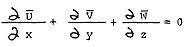 ∂ U̅ / ∂ x + ∂ V̅ / ∂ y + ∂ W̅ / ∂ z = 0